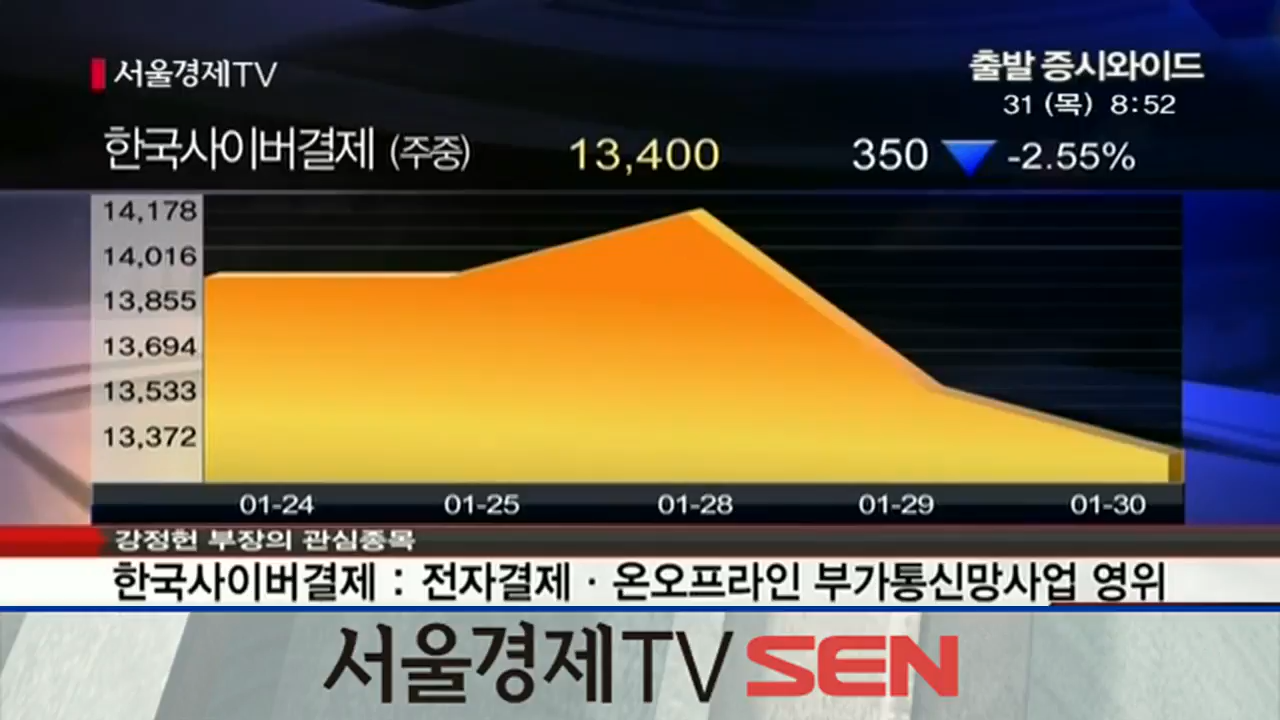 서울경제TV
출발 증시와이드
31 (목) 8:52
한국사이버결제 (주중) 13,400 350 ▼ -2.55%
14,178
14,016
13,855
13,694
13,533
13,372
01-24 01-25 01-28 01-29 01-30
강정헌 부장의 관심종목
한국사이버결제 : 전자결제 · 온오프라인 부가통신망사업 영위
서울경제TV SEN